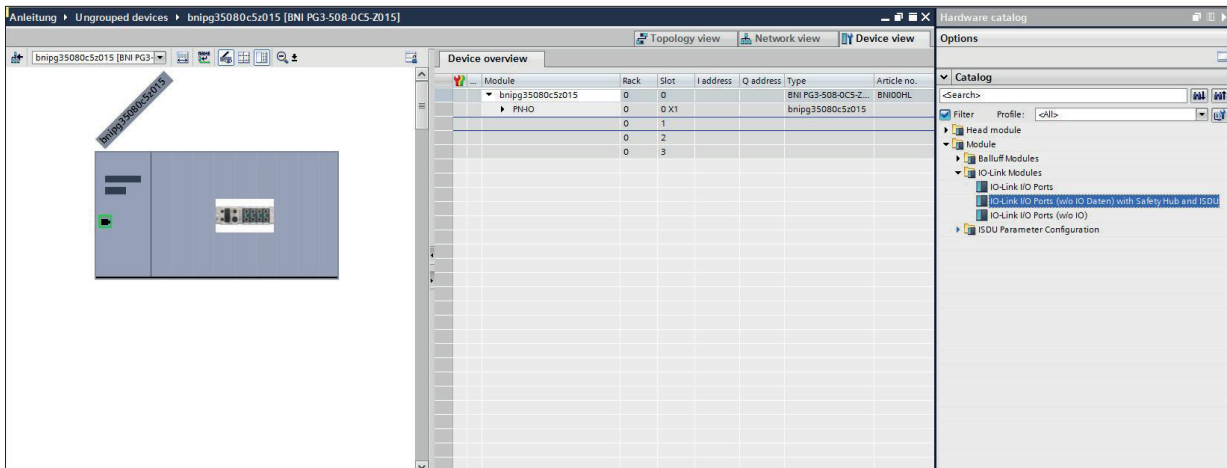 Anleitung ▸ Ungrouped devices ▸ bnipg35080c5z015 [BNI PG3-508-0C5-Z015]
Hardware catalog
Topology view
Network view
Device view
Options
bnipg35080c5z015 [BNI PG3-
Device overview
... Module Rack Slot I address Q address Type Article no.
bnipg35080c5z015 0 0 BNI PG3-508-0C5-Z... BNI00HL
PN-IO 0 0 X1 bnipg35080c5z015
0 1
0 2
0 3
bnipg35080c5z015
Catalog
<Search>
Filter Profile: <All>
Head module
Module
Balluff Modules
IO-Link Modules
IO-Link I/O Ports
IO-Link I/O Ports (w/o IO Daten) with Safety Hub and ISDU
IO-Link I/O Ports (w/o IO)
ISDU Parameter Configuration